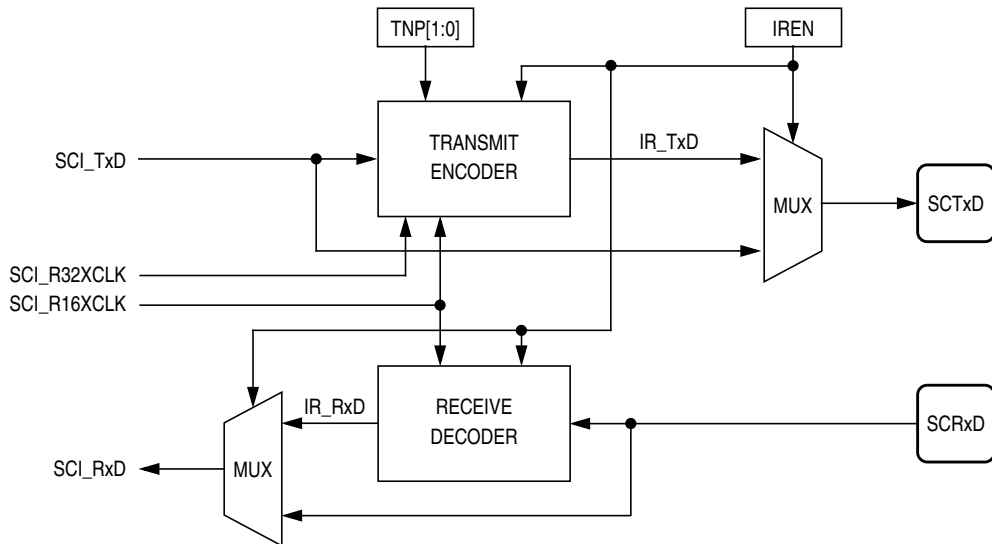 TNP[1:0]
IREN
SCI_TxD
TRANSMIT
ENCODER
IR_TxD
MUX
SCTxD
SCI_R32XCLK
SCI_R16XCLK
IR_RxD
RECEIVE
DECODER
SCRxD
SCI_RxD
MUX